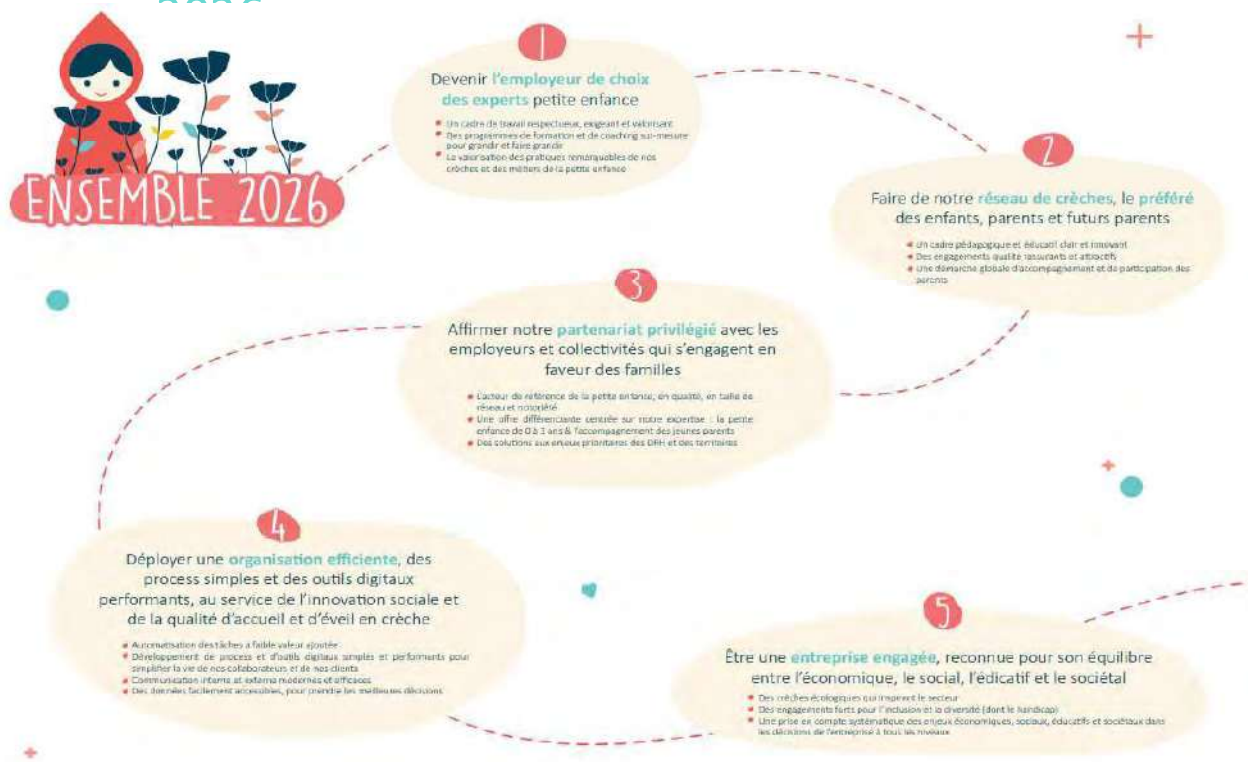 ENSEMBLE 2026
1
Devenir l'employeur de choix
des experts petite enfance
Un cadre de travail respectueux, exigeant et valorisant
Des programmes de formation et de coaching sur-mesure
pour grandir et faire grandir
La valorisation des pratiques remarquables de nos
crèches et des métiers de la petite enfance
2
Faire de notre réseau de crèches, le préféré
des enfants, parents et futurs parents
Un cadre pédagogique et éducatif clair et innovant
Des engagements qualité rassurants et attractifs
Une démarche globale d'accompagnement et de participation des
parents
3
Affirmer notre partenariat privilégié avec les
employeurs et collectivités qui s'engagent en
faveur des familles
L'acteur de référence de la petite enfance, en qualité, en taille de
réseau et notoriété
Une offre différenciante centrée sur notre expertise : la petite
enfance de 0 à 3 ans & l'accompagnement des jeunes parents
Des solutions aux enjeux prioritaires des DRH et des territoires
4
Déployer une organisation efficiente, des
process simples et des outils digitaux
performants, au service de l'innovation sociale et
de la qualité d'accueil et d'éveil en crèche
Automatisation des tâches à faible valeur ajoutée
Développement de process et d'outils digitaux simples et performants pour
simplifier la vie de nos collaborateurs et de nos clients
Communication interne et externe modernes et efficaces
Des données facilement accessibles, pour prendre les meilleures décisions
5
Être une entreprise engagée, reconnue pour son équilibre
entre l'économique, le social, l'édicatif et le sociétal
Des crèches écologiques qui inspirent le secteur
Des engagements forts pour l'inclusion et la diversité (dont le handicap)
Une prise en compte systématique des enjeux économiques, sociaux, éducatifs et sociétaux dans
les décisions de l'entreprise à tous les niveaux